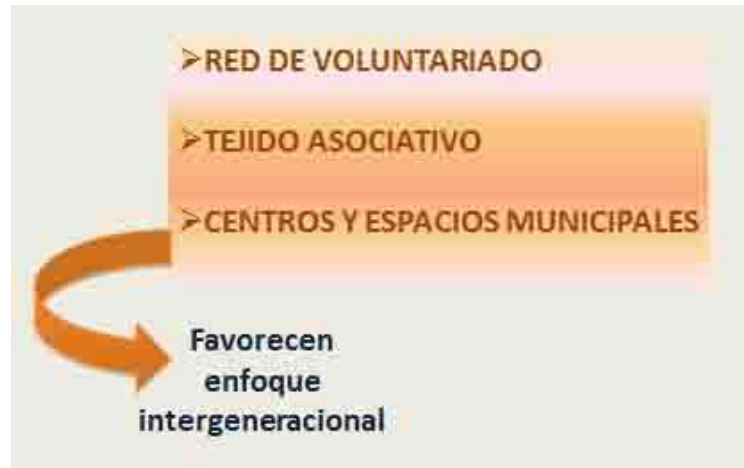 ➢RED DE VOLUNTARIADO
➢TEJIDO ASOCIATIVO
➢CENTROS Y ESPACIOS MUNICIPALES
Favorecen
enfoque
intergeneracional